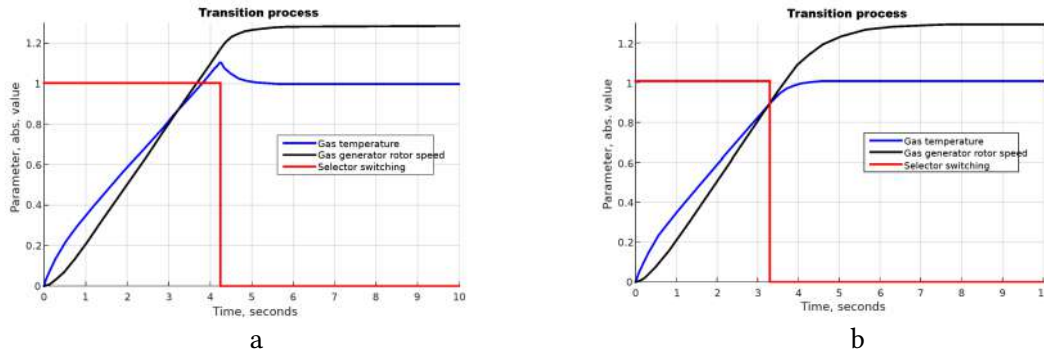 Transition process
Parameter, abs. value
1.2
1
0.8
0.6
0.4
0.2
0
Gas temperature
Gas generator rotor speed
Selector switching
0 1 2 3 4 5 6 7 8 9 10
Time, seconds
a
Transition process
Parameter, abs. value
1.2
1
0.8
0.6
0.4
0.2
0
Gas temperature
Gas generator rotor speed
Selector switching
0 1 2 3 4 5 6 7 8 9
Time, seconds
b